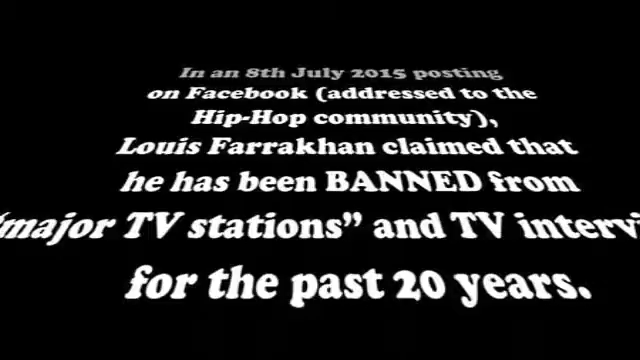 In an 8th July 2015 posting
on Facebook (addressed to the
Hip-Hop community),
Louis Farrakhan claimed that
he has been BANNED from
"major TV stations" and TV intervi
for the past 20 years.